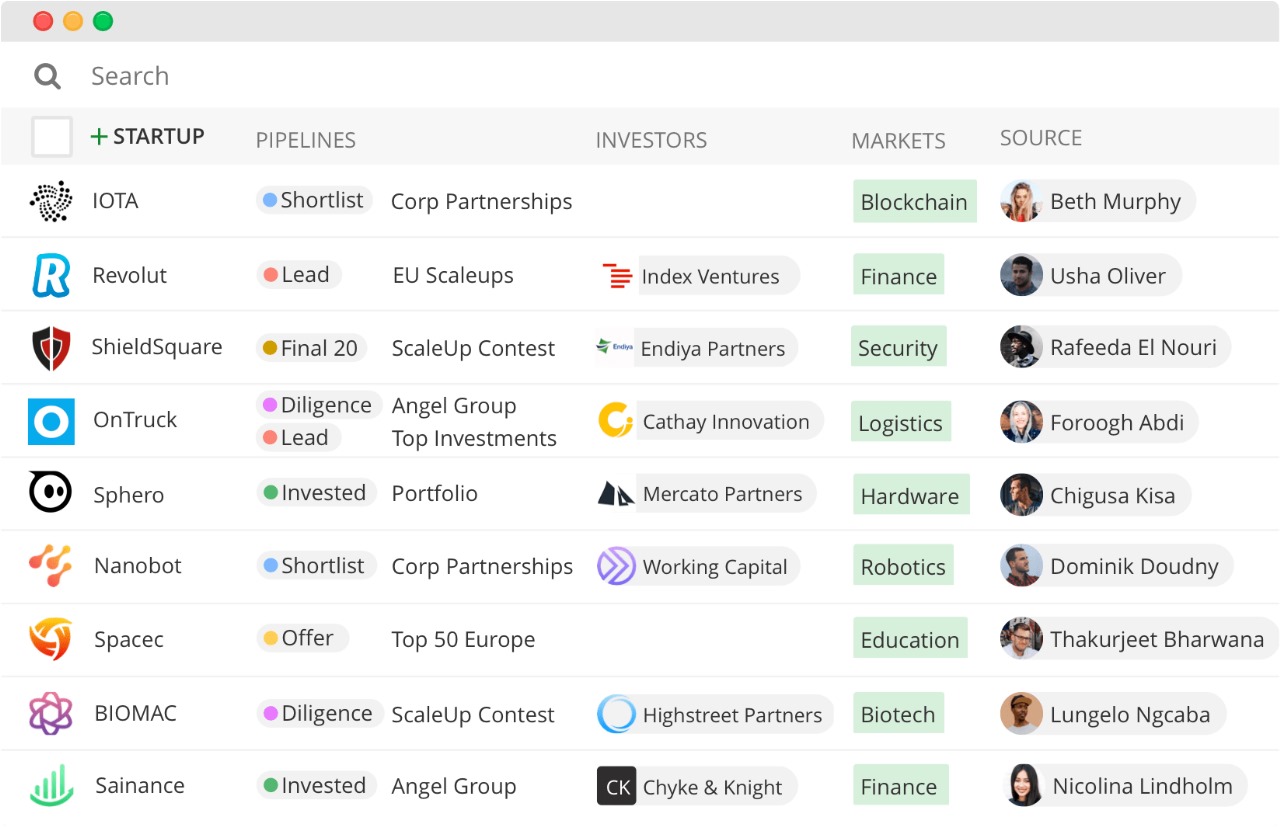 Search
+ STARTUP PIPELINES INVESTORS MARKETS SOURCE
IOTA Shortlist Corp Partnerships Blockchain Beth Murphy
Revolut Lead EU Scaleups Index Ventures Finance Usha Oliver
ShieldSquare Final 20 ScaleUp Contest Endiya Endiya Partners Security Rafeeda El Nouri
OnTruck Diligence Angel Group Cathay Innovation Logistics Foroogh Abdi
Lead Top Investments
Sphero Invested Portfolio Mercato Partners Hardware Chigusa Kisa
Nanobot Shortlist Corp Partnerships Working Capital Robotics Dominik Doudny
Spacec Offer Top 50 Europe Education Thakurjeet Bharwana
BIOMAC Diligence ScaleUp Contest Highstreet Partners Biotech Lungelo Ngcaba
Sainance Invested Angel Group CK Chyke & Knight Finance Nicolina Lindholm